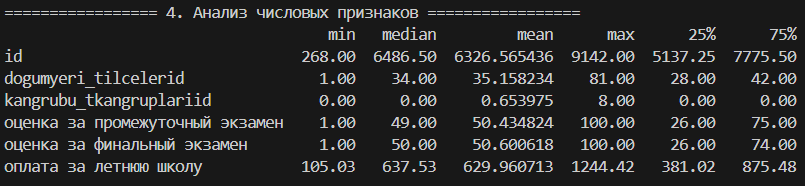 ================= 4. Анализ числовых признаков =================
min median mean max 25% 75%
id 268.00 6486.50 6326.565436 9142.00 5137.25 7775.50
dogumyeri_tilcelerid 1.00 34.00 35.158234 81.00 28.00 42.00
kangrubu_tkangruplariid 0.00 0.00 0.653975 8.00 0.00 0.00
оценка за промежуточный экзамен 1.00 49.00 50.434824 100.00 26.00 75.00
оценка за финальный экзамен 1.00 50.00 50.600618 100.00 26.00 74.00
оплата за летнюю школу 105.03 637.53 629.960713 1244.42 381.02 875.48